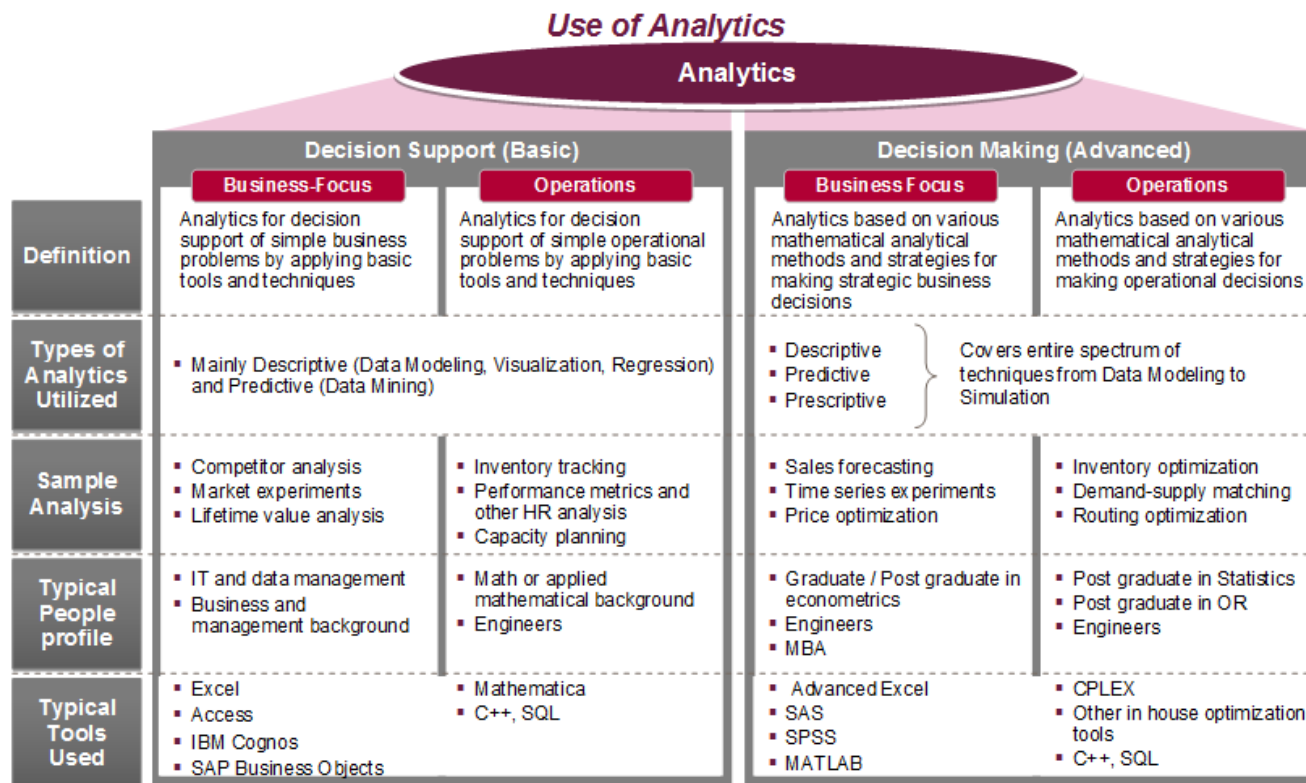 Use of Analytics
Analytics
Decision Support (Basic)
Business-Focus
Operations
Decision Making (Advanced)
Business Focus
Operations
Definition
Analytics for decision
support of simple business
problems by applying basic
tools and techniques
Analytics for decision
support of simple operational
problems by applying basic
tools and techniques
Analytics based on various
mathematical analytical
methods and strategies for
making strategic business
decisions
Analytics based on various
mathematical analytical
methods and strategies for
making operational decisions
Types of
Analytics
Utilized
▪ Mainly Descriptive (Data Modeling, Visualization, Regression)
and Predictive (Data Mining)
▪ Descriptive
▪ Predictive
▪ Prescriptive
Covers entire spectrum of
techniques from Data Modeling to
Simulation
Sample
Analysis
▪ Competitor analysis
▪ Market experiments
▪ Lifetime value analysis
▪ Inventory tracking
▪ Performance metrics and
other HR analysis
▪ Capacity planning
▪ Sales forecasting
▪ Time series experiments
▪ Price optimization
▪ Inventory optimization
▪ Demand-supply matching
▪ Routing optimization
Typical
People
profile
▪ IT and data management
▪ Business and
management background
▪ Math or applied
mathematical background
▪ Engineers
▪ Graduate / Post graduate in
econometrics
▪ Engineers
▪ MBA
▪ Post graduate in Statistics
▪ Post graduate in OR
▪ Engineers
Typical
Tools
Used
▪ Excel
▪ Access
▪ IBM Cognos
▪ SAP Business Objects
▪ Mathematica
▪ C++, SQL
▪ Advanced Excel
▪ SAS
▪ SPSS
▪ MATLAB
▪ CPLEX
▪ Other in house optimization
tools
▪ C++, SQL